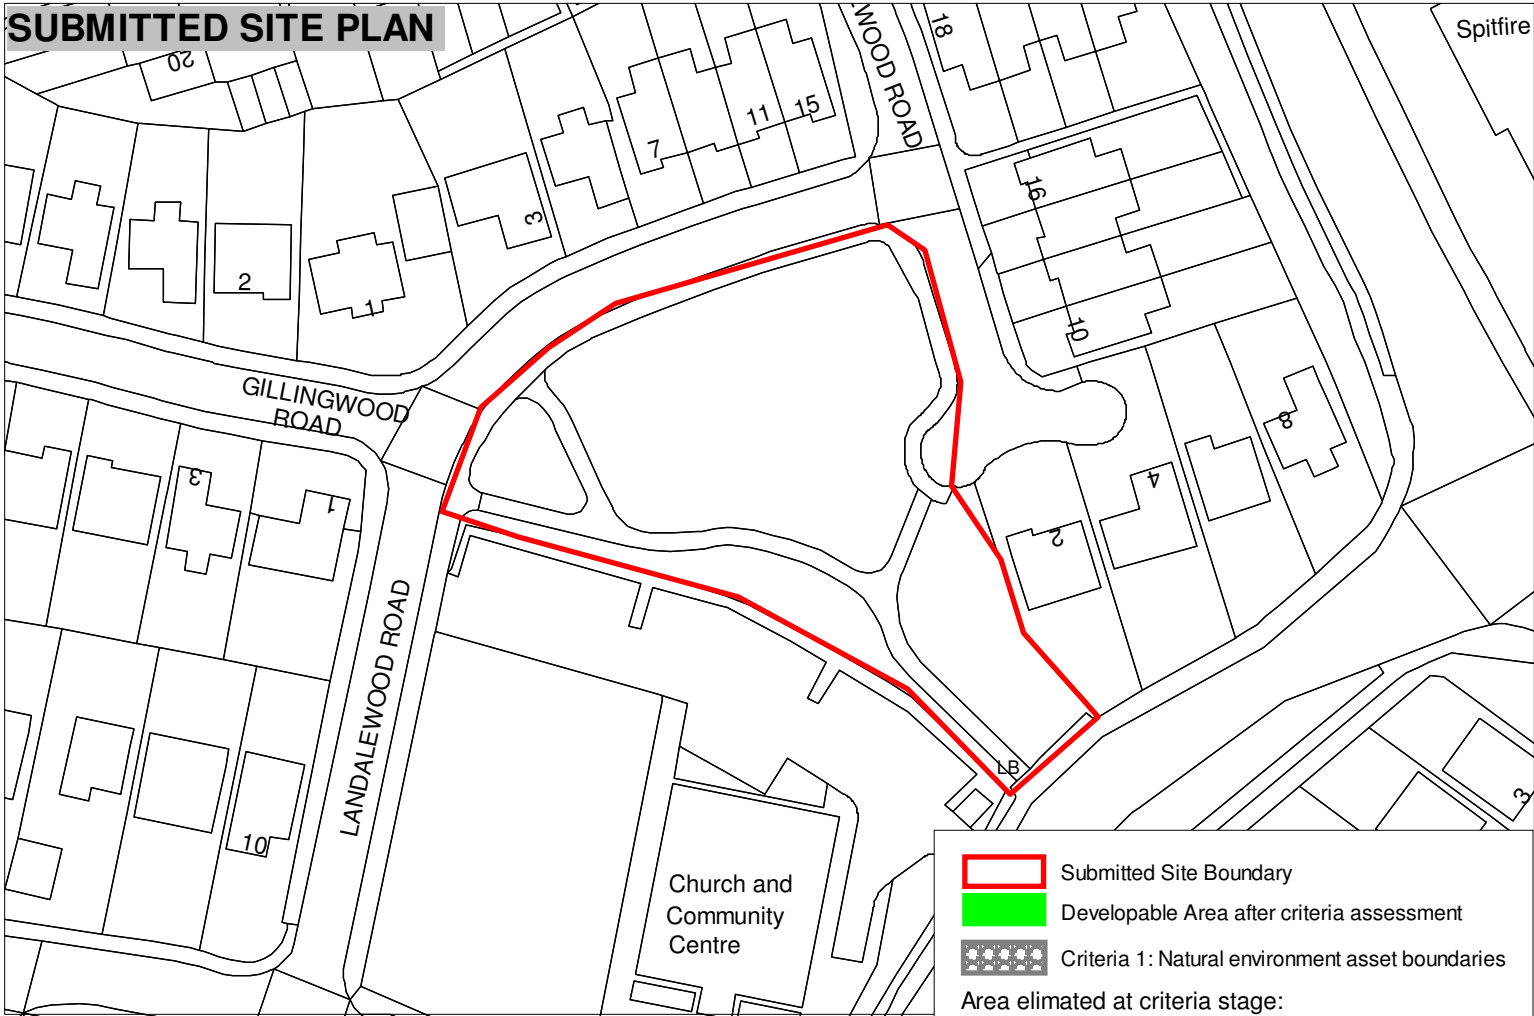 SUBMITTED SITE PLAN
Spitfire
20
18
EWOOD ROAD
7
11
15
16
3
2
1
10
GILLINGWOOD
ROAD
8
3
1
4
2
LANDALEWOOD ROAD
10
LB
3
Church and
Community
Centre
Submitted Site Boundary
Developable Area after criteria assessment
Criteria 1: Natural environment asset boundaries
Area elimated at criteria stage: